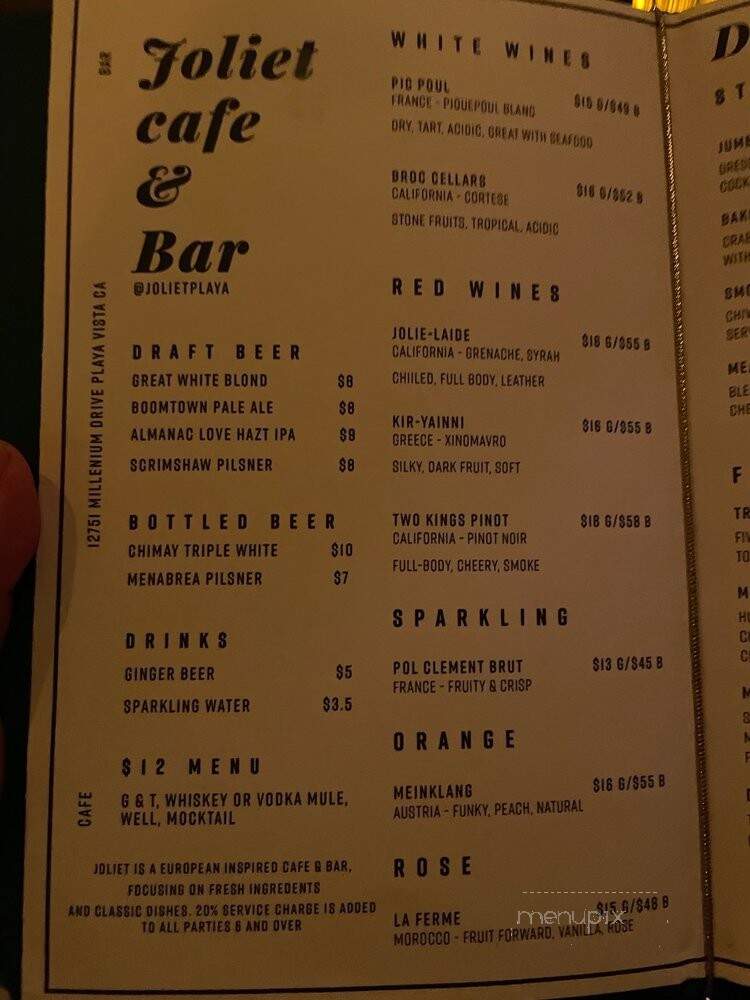 BAR
Joliet
cafe
&
Bar
@JOLIETPLAYA
12751 MILLENIUM DRIVE PLAYA VISTA CA
CAFE
DRAFT BEER
GREAT WHITE BLOND $8
BOOMTOWN PALE ALE $8
ALMANAC LOVE HAZT IPA $9
SCRIMSHAW PILSNER $8
BOTTLED BEER
CHIMAY TRIPLE WHITE $10
MENABREA PILSNER $7
DRINKS
GINGER BEER $5
SPARKLING WATER $3.5
$12 MENU
G & T, WHISKEY OR VODKA MULE,
WELL, MOCKTAIL
JOLIET IS A EUROPEAN INSPIRED CAFE & BAR,
FOCUSING ON FRESH INGREDENTS
AND CLASSIC DISHES. 20% SERVICE CHARGE IS ADDED
TO ALL PARTIES 6 AND OVER
WHITE WINES
PIC POUL $15 G/$49 B
FRANCE - PIQUEPOUL BLANC
DRY, TART, ACIDIC, GREAT WITH SEAFOOD
BROC CELLARS $16 G/$52 B
CALIFORNIA - CORTESE
STONE FRUITS, TROPICAL, ACIDIC
RED WINES
JOLIE-LAIDE $18 G/$55 B
CALIFORNIA - GRENACHE, SYRAH
CHIILED, FULL BODY, LEATHER
KIR-YAINNI $16 G/$55 B
GREECE - XINOMAVRO
SILKY, DARK FRUIT, SOFT
TWO KINGS PINOT $18 G/$58 B
CALIFORNIA - PINOT NOIR
FULL-BODY, CHEERY, SMOKE
SPARKLING
POL CLEMENT BRUT $13 G/$45 B
FRANCE - FRUITY & CRISP
ORANGE
MEINKLANG $16 G/$55 B
AUSTRIA - FUNKY, PEACH, NATURAL
ROSE
LA FERME $15 G/$48 B
MOROCCO - FRUIT FORWARD, VANILLA, ROSE
menupix